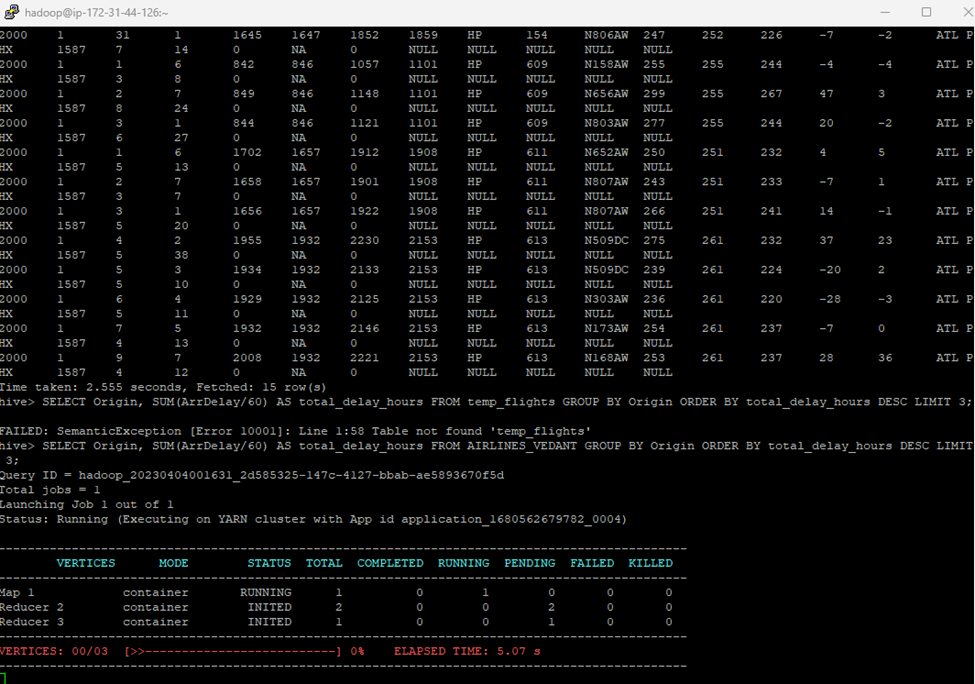 hadoop@ip-172-31-44-126:~
2000 1 31 1 1645 1647 1852 1859 HP 154 N806AW 247 252 226 -7 -2 ATL P
HX 1587 7 14 0 NA 0 NULL NULL NULL NULL NULL
2000 1 1 6 842 846 1057 1101 HP 609 N158AW 255 255 244 -4 -4 ATL P
HX 1587 3 8 0 NA 0 NULL NULL NULL NULL NULL
2000 1 2 7 849 846 1148 1101 HP 609 N656AW 299 255 267 47 3 ATL P
HX 1587 8 24 0 NA 0 NULL NULL NULL NULL NULL
2000 1 3 1 844 846 1121 1101 HP 609 N803AW 277 255 244 20 -2 ATL P
HX 1587 6 27 0 NA 0 NULL NULL NULL NULL NULL
2000 1 1 6 1702 1657 1912 1908 HP 611 N652AW 250 251 232 4 5 ATL P
HX 1587 5 13 0 NA 0 NULL NULL NULL NULL NULL
2000 1 2 7 1658 1657 1901 1908 HP 611 N807AW 243 251 233 -7 1 ATL P
HX 1587 3 7 0 NA 0 NULL NULL NULL NULL NULL
2000 1 3 1 1656 1657 1922 1908 HP 611 N807AW 266 251 241 14 -1 ATL P
HX 1587 5 20 0 NA 0 NULL NULL NULL NULL NULL
2000 1 4 2 1955 1932 2230 2153 HP 613 N509DC 275 261 232 37 23 ATL P
HX 1587 5 38 0 NA 0 NULL NULL NULL NULL NULL
2000 1 5 3 1934 1932 2133 2153 HP 613 N509DC 239 261 224 -20 2 ATL P
HX 1587 5 10 0 NA 0 NULL NULL NULL NULL NULL
2000 1 6 4 1929 1932 2125 2153 HP 613 N303AW 236 261 220 -28 -3 ATL P
HX 1587 5 11 0 NA 0 NULL NULL NULL NULL NULL
2000 1 7 5 1932 1932 2146 2153 HP 613 N173AW 254 261 237 -7 0 ATL P
HX 1587 4 13 0 NA 0 NULL NULL NULL NULL NULL
2000 1 9 7 2008 1932 2221 2153 HP 613 N168AW 253 261 237 28 36 ATL P
HX 1587 4 12 0 NA 0 NULL NULL NULL NULL NULL
Time taken: 2.555 seconds, Fetched: 15 row(s)
hive> SELECT Origin, SUM(ArrDelay/60) AS total_delay_hours FROM temp_flights GROUP BY Origin ORDER BY total_delay_hours DESC LIMIT 3;
FAILED: SemanticException [Error 10001]: Line 1:58 Table not found 'temp_flights'
hive> SELECT Origin, SUM(ArrDelay/60) AS total_delay_hours FROM AIRLINES_VEDANT GROUP BY Origin ORDER BY total_delay_hours DESC LIMIT
3;
Query ID = hadoop_20230404001631_2d585325-147c-4127-bbab-ae5893670f5d
Total jobs = 1
Launching Job 1 out of 1
Status: Running (Executing on YARN cluster with App id application_1680562679782_0004)
--------------------------------------------------------------------------------
VERTICES MODE STATUS TOTAL COMPLETED RUNNING PENDING FAILED KILLED
--------------------------------------------------------------------------------
Map 1 container RUNNING 1 0 1 0 0 0
Reducer 2 container INITED 2 0 0 2 0 0
Reducer 3 container INITED 1 0 0 1 0 0
--------------------------------------------------------------------------------
VERTICES: 00/03 [>>--------------------------] 0% ELAPSED TIME: 5.07 s
--------------------------------------------------------------------------------